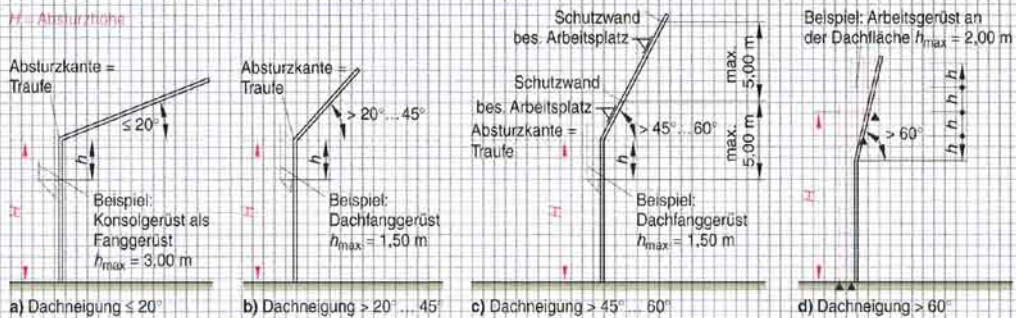 H = Absturzhöhe
Absturzkante =
Traufe
≤ 20°
h
H
Beispiel:
Konsolgerüst als
Fanggerüst
hmax = 3,00 m
a) Dachneigung ≤ 20°
Absturzkante =
Traufe
> 20° ... 45°
h
H
Beispiel:
Dachfanggerüst
hmax = 1,50 m
b) Dachneigung > 20° ... 45°
Schutzwand
bes. Arbeitsplatz
Schutzwand
bes. Arbeitsplatz
Absturzkante =
Traufe
> 45° ... 60°
max.
5,00 m
max.
5,00 m
h
H
Beispiel:
Dachfanggerüst
hmax = 1,50 m
c) Dachneigung > 45° ... 60°
Beispiel: Arbeitsgerüst an
der Dachfläche hmax = 2,00 m
> 60°
h
h
h
h
H
d) Dachneigung > 60°